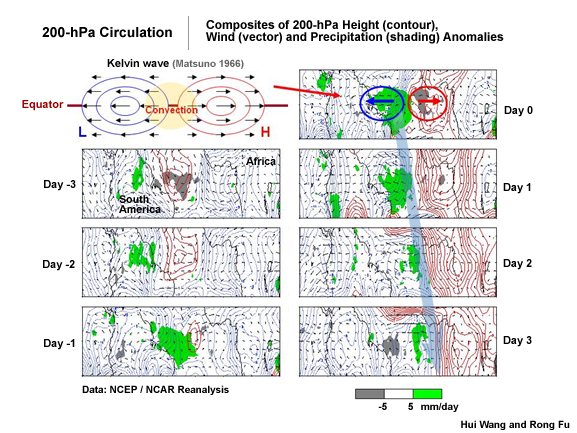 200-hPa Circulation
Composites of 200-hPa Height (contour),
Wind (vector) and Precipitation (shading) Anomalies
Kelvin wave (Matsuno 1966)
Equator
Convection
L
H
Day 0
Day -3
South
America
Africa
Day 1
Day -2
Day 2
Day -1
Day 3
Data: NCEP / NCAR Reanalysis
-5 5 mm/day
Hui Wang and Rong Fu